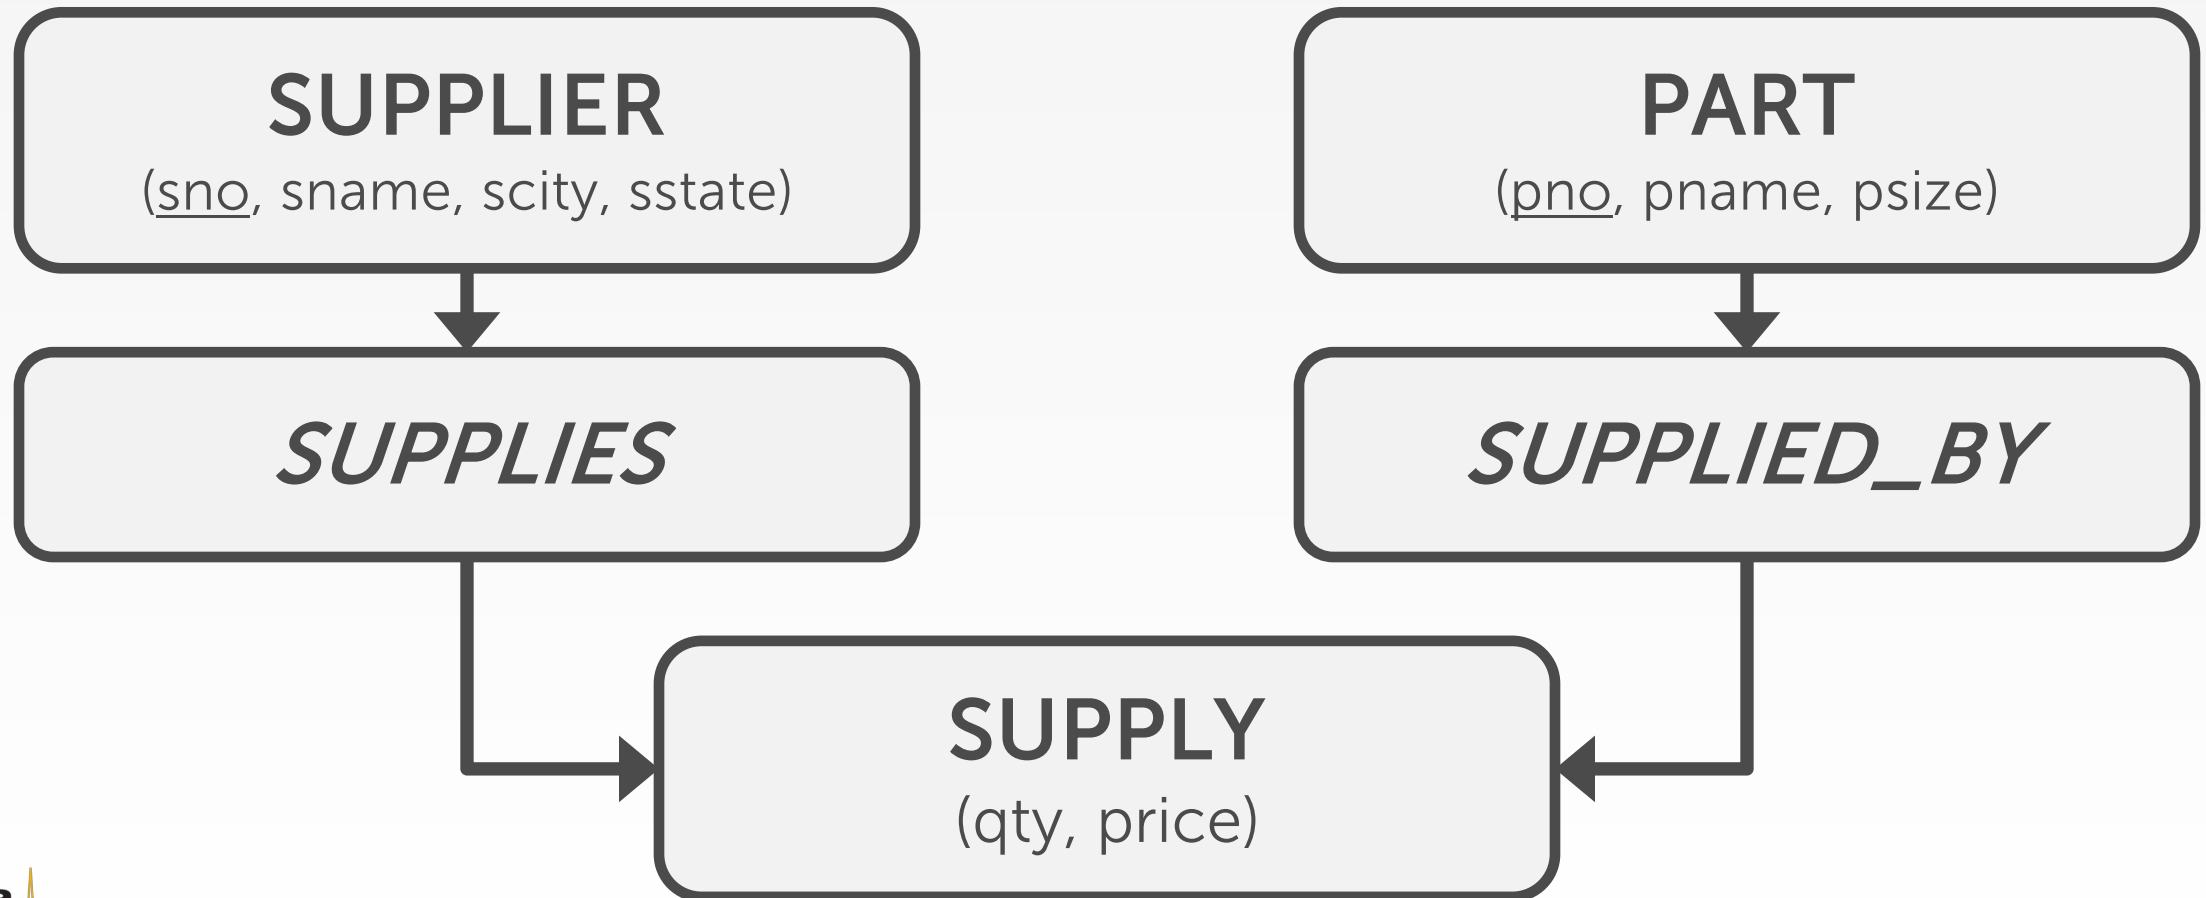 SUPPLIER
(sno, sname, scity, sstate)
PART
(pno, pname, psize)
SUPPLIES
SUPPLIED_BY
SUPPLY
(qty, price)